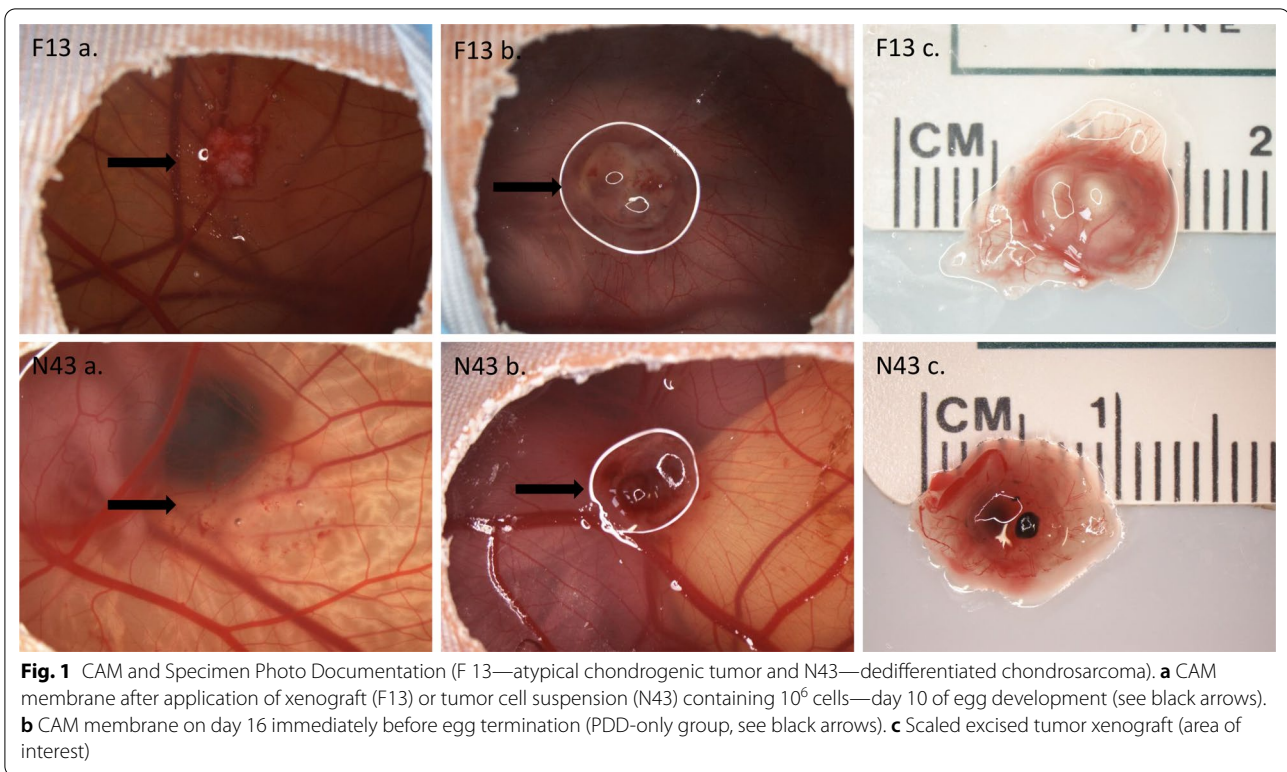 F13 a.
F13 b.
F13 c.
CM 2
N43 a.
N43 b.
N43 c.
CM 1
Fig. 1 CAM and Specimen Photo Documentation (F 13—atypical chondrogenic tumor and N43—dedifferentiated chondrosarcoma). a CAM
membrane after application of xenograft (F13) or tumor cell suspension (N43) containing 10⁶ cells—day 10 of egg development (see black arrows).
b CAM membrane on day 16 immediately before egg termination (PDD-only group, see black arrows). c Scaled excised tumor xenograft (area of
interest)